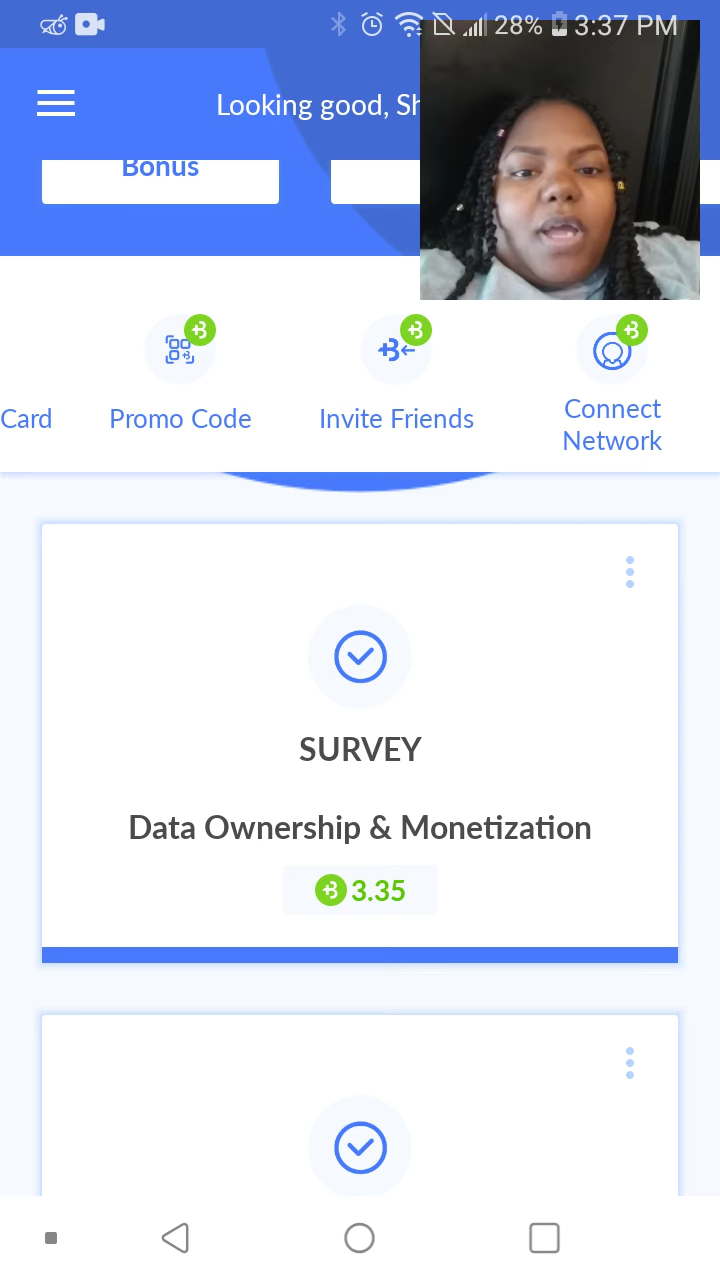 28% 3:37 PM
Looking good, Sh
Bonus
Card
Promo Code
Invite Friends
Connect
Network
SURVEY
Data Ownership & Monetization
3.35